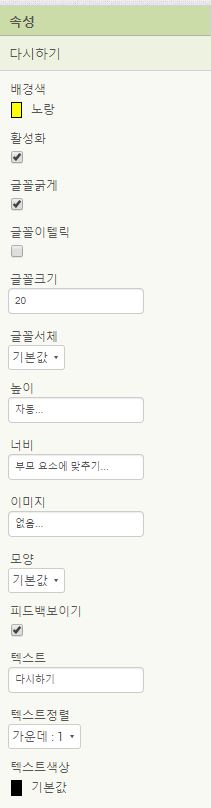 속성
다시하기
배경색
노랑
활성화
글꼴굵게
글꼴이텔릭
글꼴크기
20
글꼴서체
기본값
높이
자동...
너비
부모 요소에 맞추기...
이미지
없음...
모양
기본값
피드백보이기
텍스트
다시하기
텍스트정렬
가운데 : 1
텍스트색상
기본값